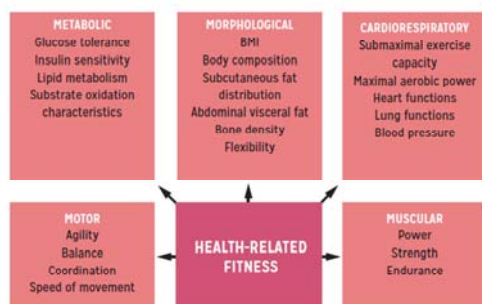 METABOLIC
Glucose tolerance
Insulin sensitivity
Lipid metabolism
Substrate oxidation
characteristics
MORPHOLOGICAL
BMI
Body composition
Subcutaneous fat
distribution
Abdominal visceral fat
Bone density
Flexibility
CARDIORESPIRATORY
Submaximal exercise
capacity
Maximal aerobic power
Heart functions
Lung functions
Blood pressure
MOTOR
Agility
Balance
Coordination
Speed of movement
HEALTH-RELATED
FITNESS
MUSCULAR
Power
Strength
Endurance